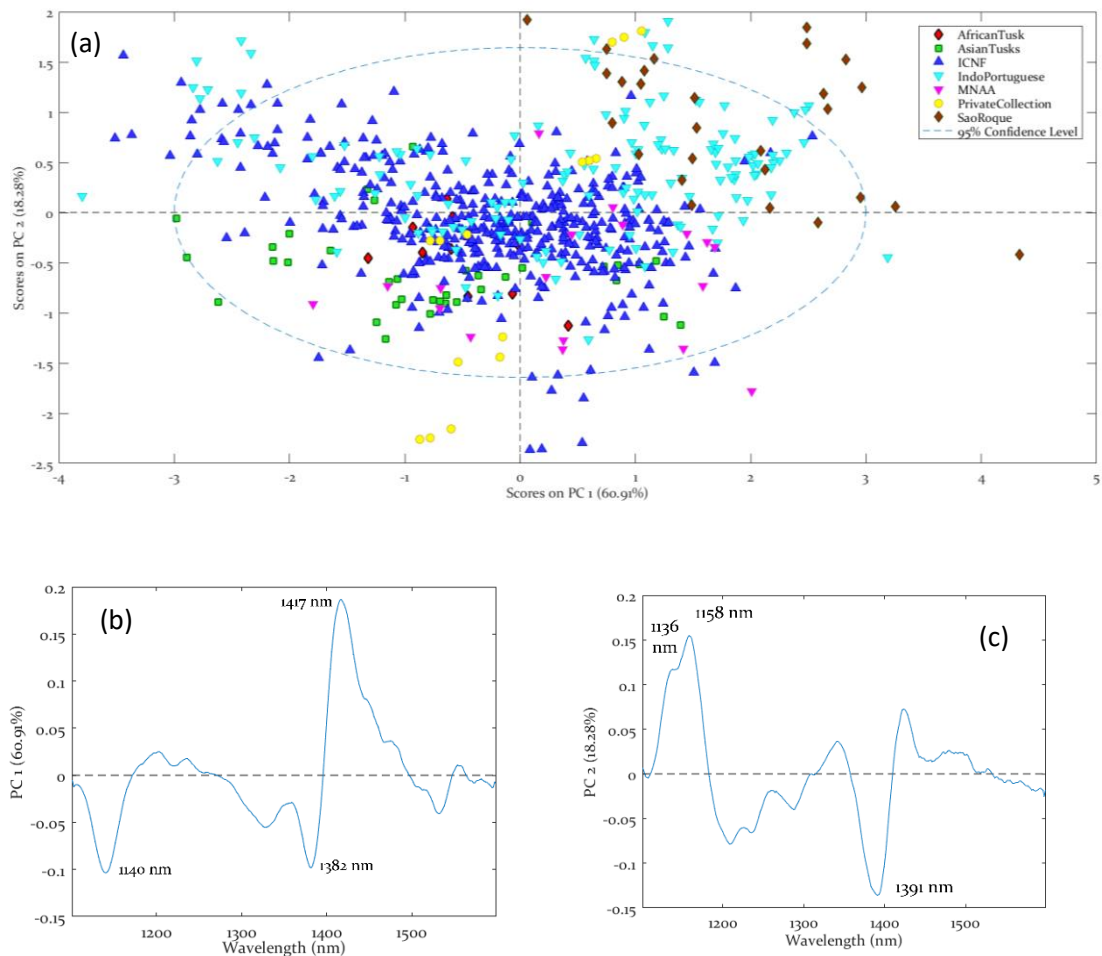 (a)
2
1.5
1
0.5
0
-0.5
-1
-1.5
-2
-2.5
Scores on PC 2 (18.28%)
AfricanTusk
AsianTusks
ICNF
IndoPortuguese
MNAA
PrivateCollection
SaoRoque
95% Confidence Level
-4 -3 -2 -1 0 1 2 3 4 5
Scores on PC 1 (60.91%)
(b)
0.2
0.15
0.1
0.05
0
-0.05
-0.1
-0.15
PC 1 (60.91%)
1417 nm
1140 nm
1382 nm
1200 1300 1400 1500
Wavelength (nm)
(c)
0.2
0.15
0.1
0.05
0
-0.05
-0.1
-0.15
PC 2 (18.28%)
1136
nm
1158 nm
1391 nm
1200 1300 1400 1500
Wavelength (nm)